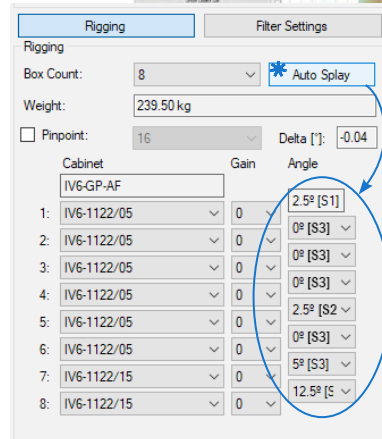 Rigging Filter Settings
Rigging
Box Count: 8 Auto Splay
Weight: 239.50 kg
Pinpoint: 16 Delta [°]: -0.04
Cabinet Gain Angle
IV6-GP-AF
2.5º [S1]
1: IV6-1122/05 0
0º [S3]
2: IV6-1122/05 0
0º [S3]
3: IV6-1122/05 0
0º [S3]
4: IV6-1122/05 0
2.5º [S2
5: IV6-1122/05 0
0º [S3]
6: IV6-1122/05 0
5º [S3]
7: IV6-1122/15 0
12.5º [S
8: IV6-1122/15 0